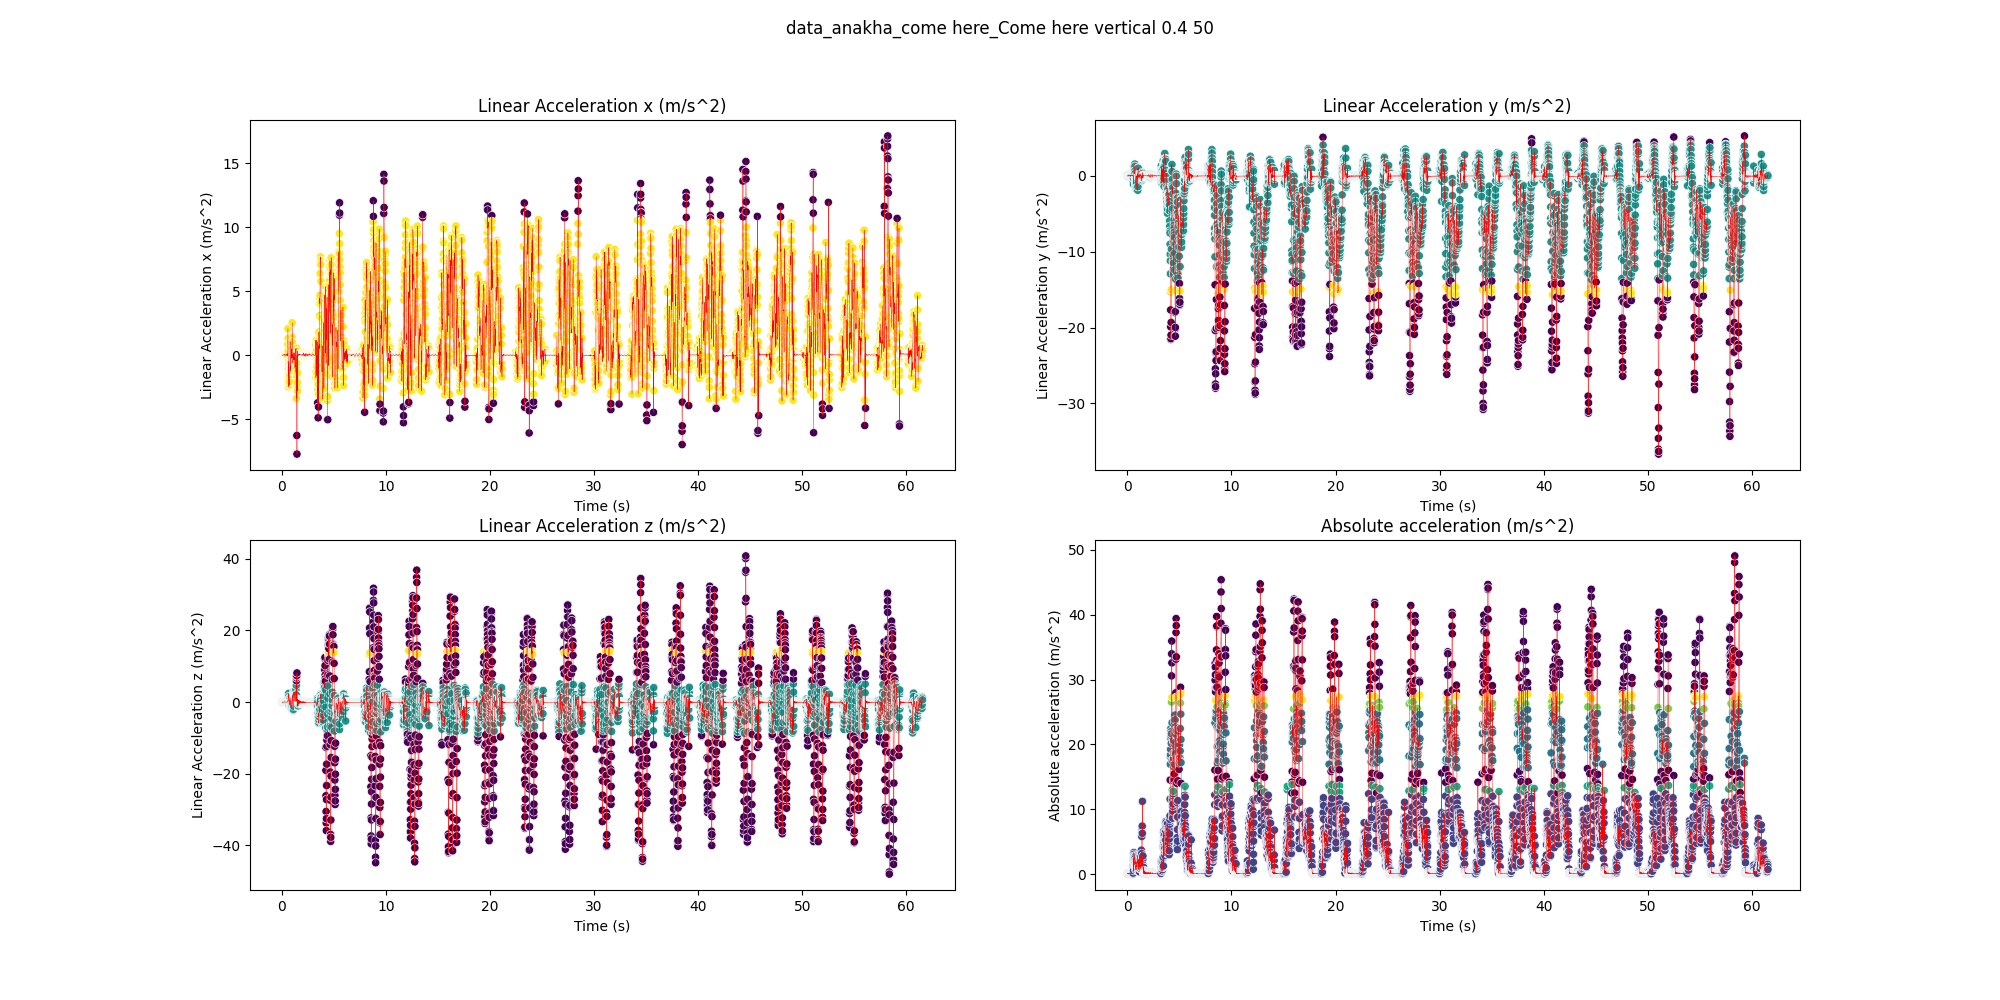 data_anakha_come here_Come here vertical 0.4 50
Linear Acceleration x (m/s^2)
Linear Acceleration x (m/s^2)
15
10
5
0
−5
0 10 20 30 40 50 60
Time (s)
Linear Acceleration y (m/s^2)
Linear Acceleration y (m/s^2)
0
−10
−20
−30
0 10 20 30 40 50 60
Time (s)
Linear Acceleration z (m/s^2)
Linear Acceleration z (m/s^2)
40
20
0
−20
−40
0 10 20 30 40 50 60
Time (s)
Absolute acceleration (m/s^2)
Absolute acceleration (m/s^2)
50
40
30
20
10
0
0 10 20 30 40 50 60
Time (s)